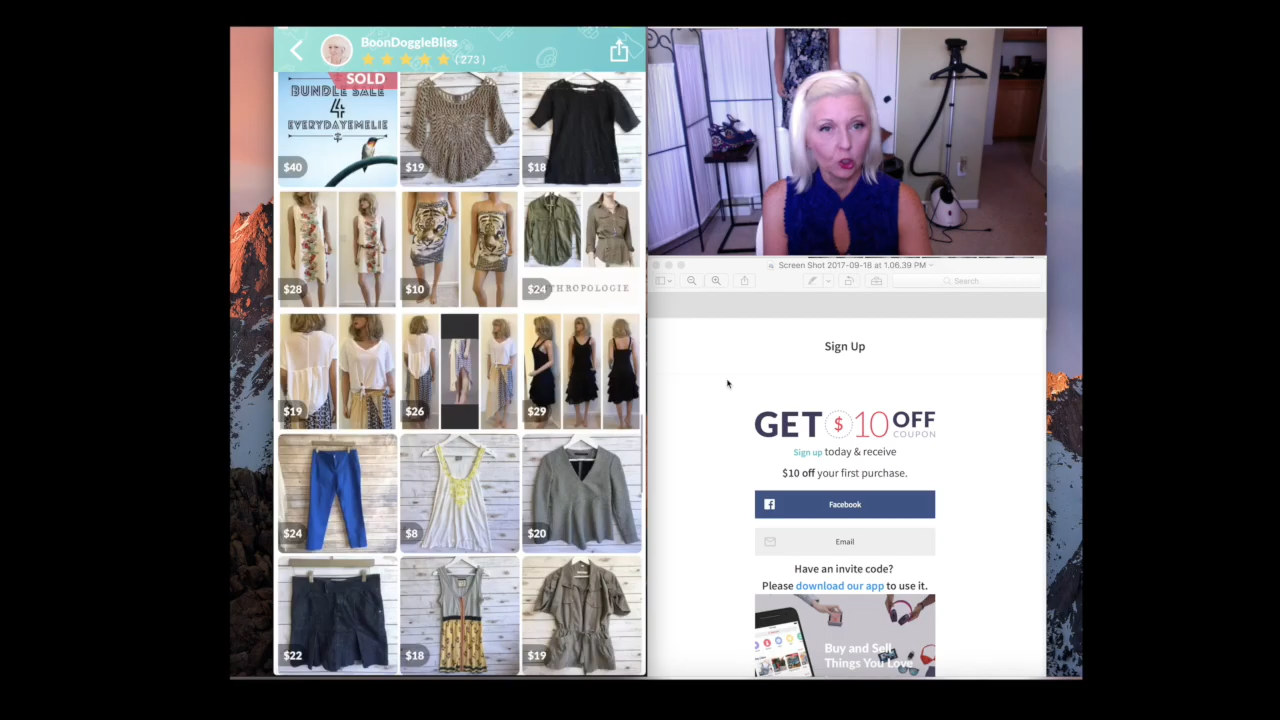 BoonDoggleBliss
(273)
SOLD
BUNDLE SALE
4
EVERYDAYEMELIE
$40
$19
$18
$28
$10
$24
THROPOLOGIE
$19
$26
$29
$24
$8
$20
$22
$18
$19
Screen Shot 2017-09-18 at 1.06.39 PM
Search
Sign Up
GET $10 OFF
COUPON
Sign up today & receive
$10 off your first purchase.
Facebook
Email
Have an invite code?
Please download our app to use it.
Buy and Sell
Things You Love